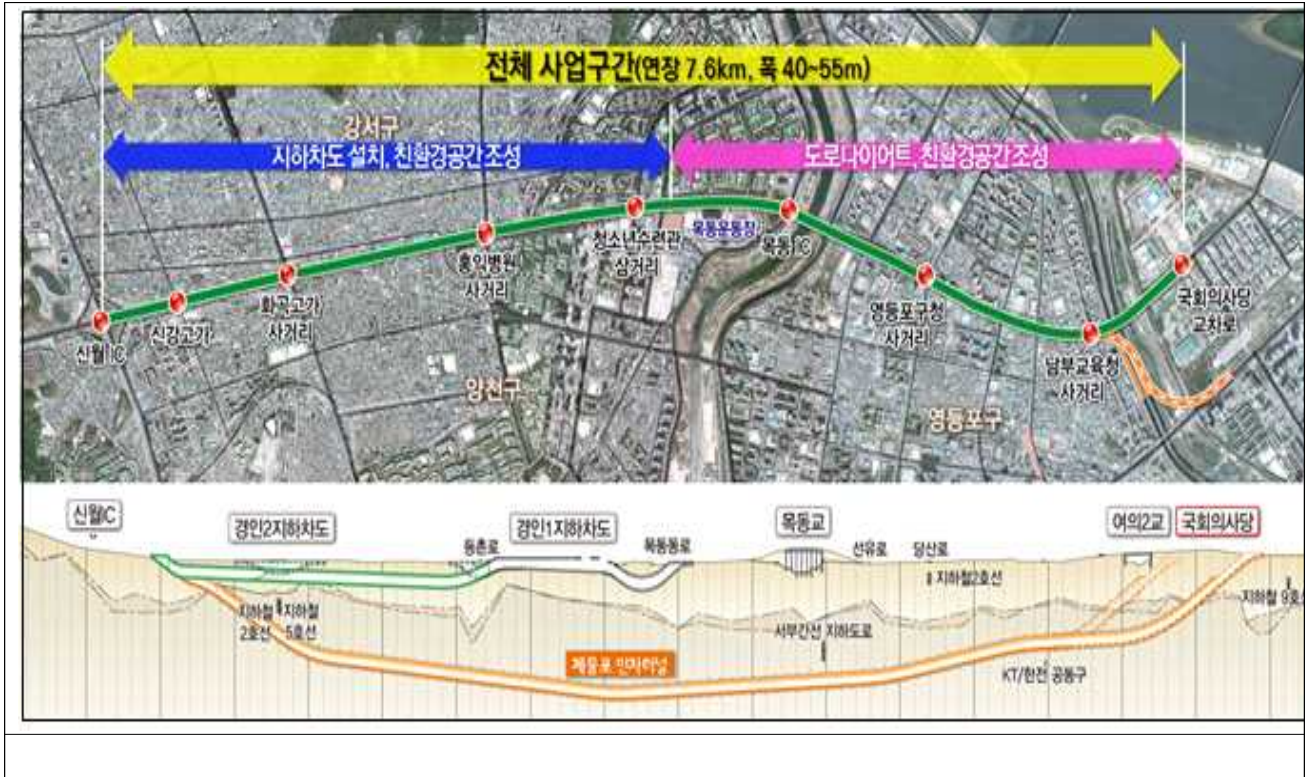 전체 사업구간(연장 7.6km, 폭 40~55m)
강서구
지하차도 설치, 친환경공간 조성
도로다이어트, 친환경공간조성
신월 IC
신강고가
화곡고가
사거리
홍익병원
사거리
청소년수련관
삼거리
목동운동장
목동 IC
영등포구청
사거리
남부교육청
사거리
국회의사당
교차로
양천구
영등포구
신월IC
경인2지하차도
등촌로
경인1지하차도
목동동로
목동교
선유로
당산로
여의2교
국회의사당
지하철2호선
지하철
2호선
지하철
5호선
서부간선 지하도로
지하철 9호선
제물포 민자터널
KT/한전 공동구